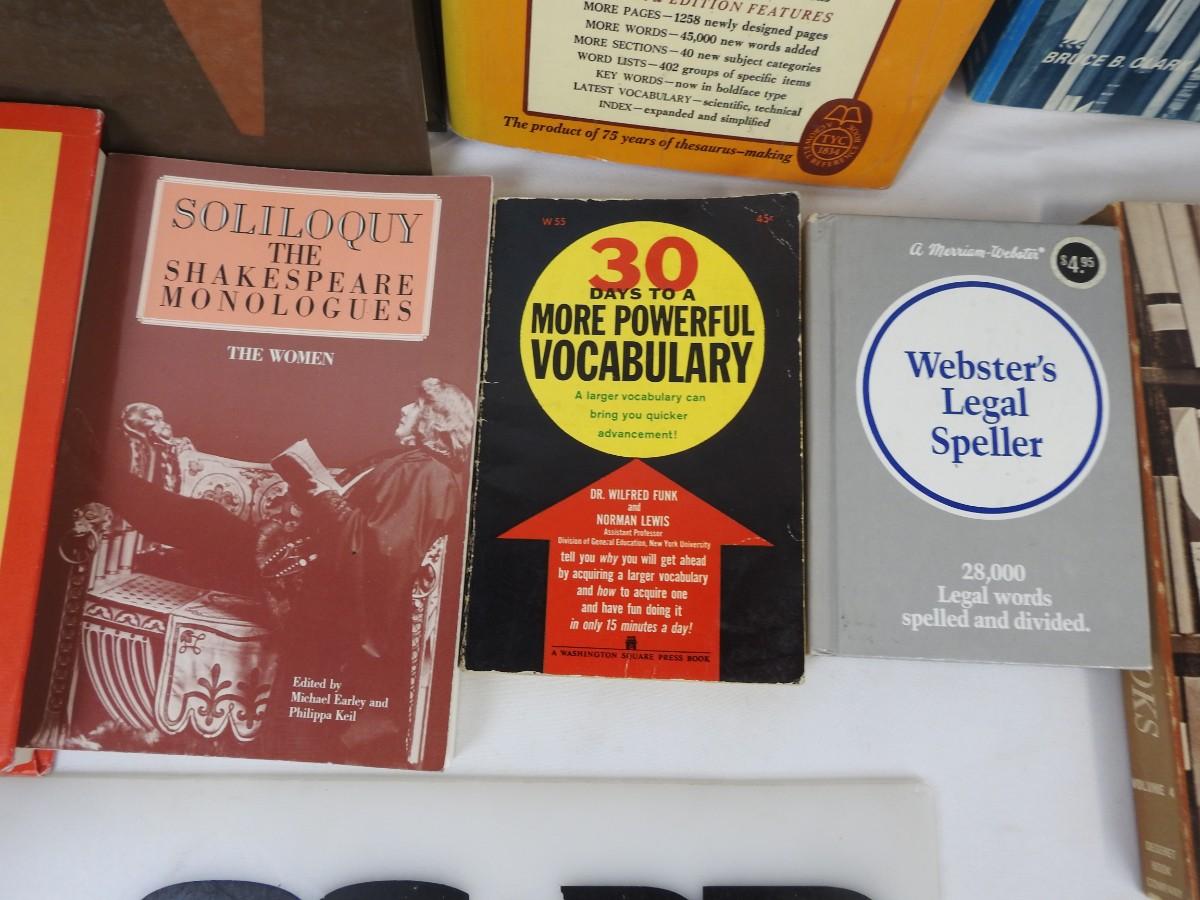 EDITION FEATURES
MORE PAGES—1258 newly designed pages
MORE WORDS—45,000 new words added
MORE SECTIONS—40 new subject categories
WORD LISTS—402 groups of specific items
KEY WORDS—now in boldface type
LATEST VOCABULARY—scientific, technical
INDEX—expanded and simplified
The product of 75 years of thesaurus—making
TYC
1834
BRUCE B. CLARK
SOLILOQUY
THE
SHAKESPEARE
MONOLOGUES
THE WOMEN
Edited by
Michael Earley and
Philippa Keil
W 55
45¢
30
DAYS TO A
MORE POWERFUL
VOCABULARY
A larger vocabulary can
bring you quicker
advancement!
DR. WILFRED FUNK
and
NORMAN LEWIS
Assistant Professor
Division of General Education, New York University
tell you why you will get ahead
by acquiring a larger vocabulary
and how to acquire one
and have fun doing it
in only 15 minutes a day!
A WASHINGTON SQUARE PRESS BOOK
A Merriam-Webster®
$4.95
Webster's
Legal
Speller
28,000
Legal words
spelled and divided.
VOLUME 4
DESERET
BOOK
COMPANY